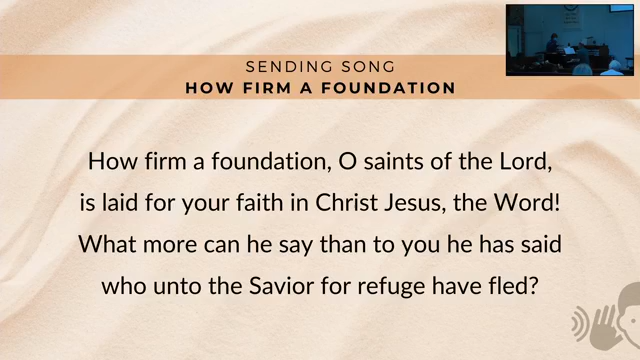 SENDING SONG
HOW FIRM A FOUNDATION
How firm a foundation, O saints of the Lord,
is laid for your faith in Christ Jesus, the Word!
What more can he say than to you he has said
who unto the Savior for refuge have fled?